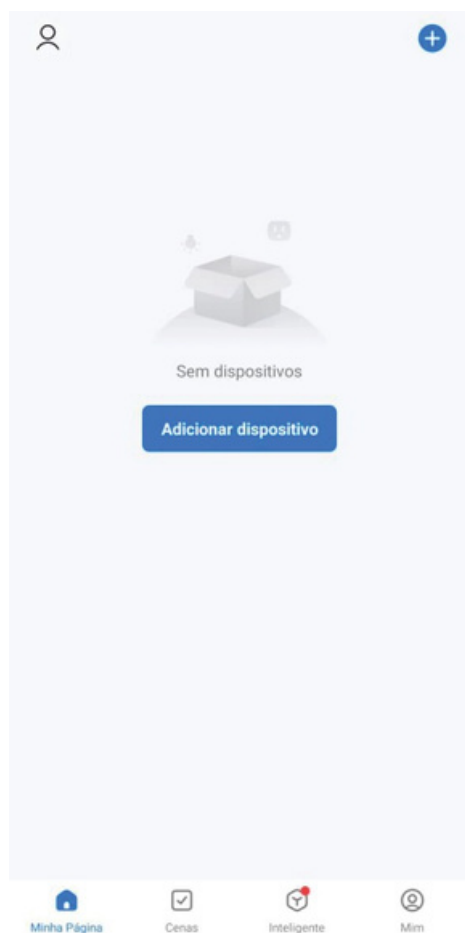 Sem dispositivos
Adicionar dispositivo
Minha Página
Cenas
Inteligente
Mim